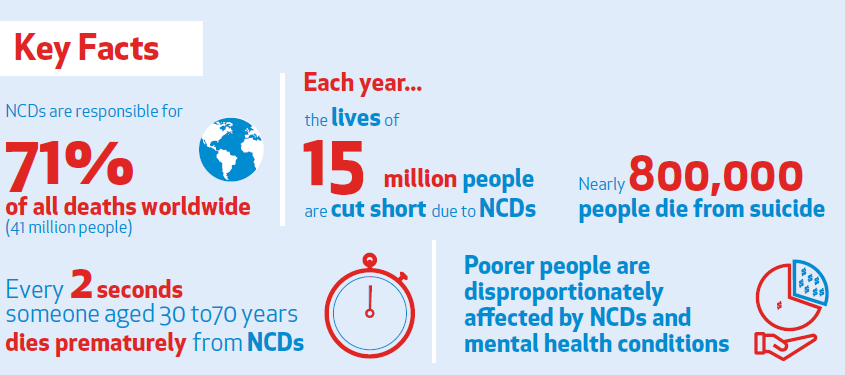 Key Facts
NCDs are responsible for
71%
of all deaths worldwide
(41 million people)
Each year...
the lives of
15 million people
are cut short due to NCDs
Nearly 800,000
people die from suicide
Every 2 seconds
someone aged 30 to70 years
dies prematurely from NCDs
Poorer people are
disproportionately
affected by NCDs and
mental health conditions
$
$ $ $ $ $ $ $